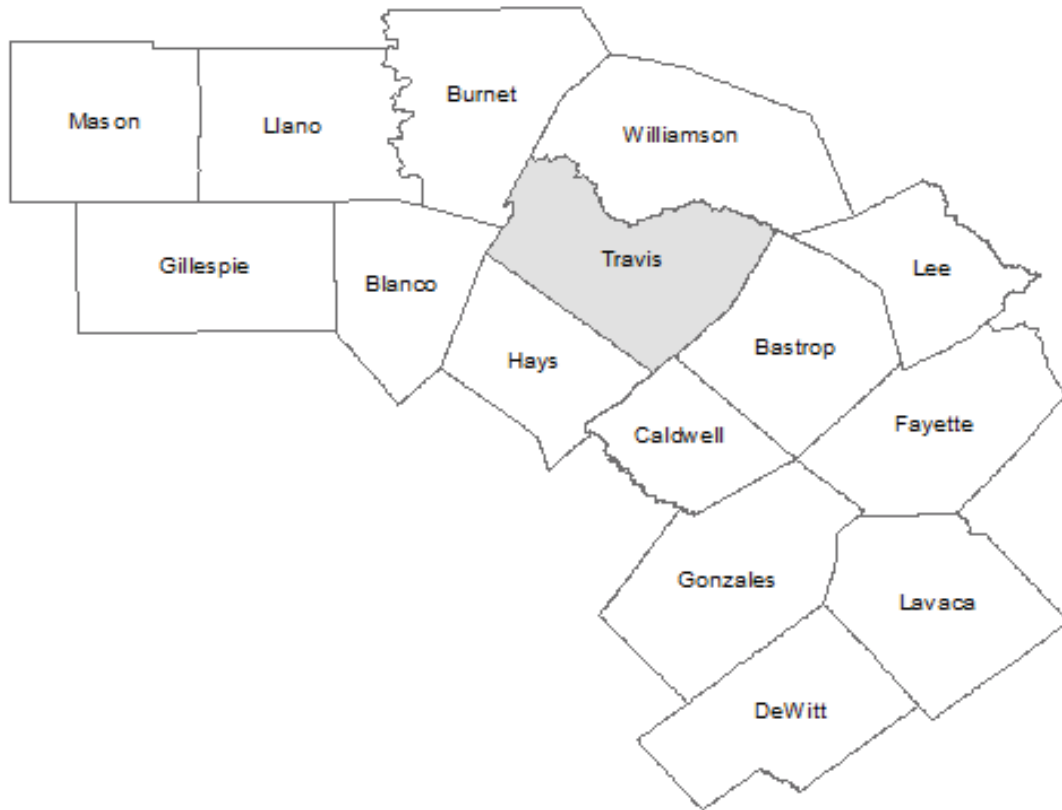 Burnet
Mason
Llano
Williamson
Gillespie
Travis
Lee
Blanco
Hays
Bastrop
Caldwell
Fayette
Gonzales
Lavaca
DeWitt